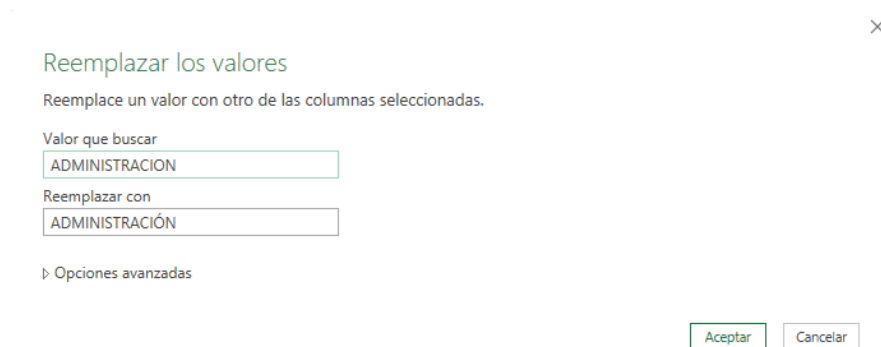 Reemplazar los valores
Reemplace un valor con otro de las columnas seleccionadas.
Valor que buscar
ADMINISTRACION
Reemplazar con
ADMINISTRACIÓN
Opciones avanzadas
Aceptar Cancelar